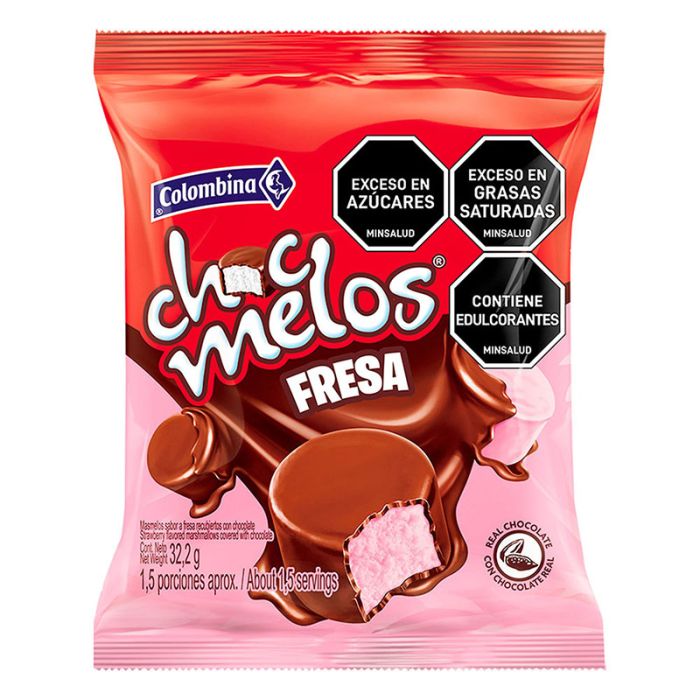 ® Colombina
EXCESO EN
AZÚCARES
MINSALUD
EXCESO EN
GRASAS
SATURADAS
MINSALUD
choc
melos®
FRESA
CONTIENE
EDULCORANTES
MINSALUD
Masmelos sabor a fresa recubiertos con chocolate
Strawberry flavored marshmallows covered with chocolate
Cont. Neto
Net Weight 32,2 g
1,5 porciones aprox. / About 1,5 servings
REAL CHOCOLATE
CON CHOCOLATE REAL